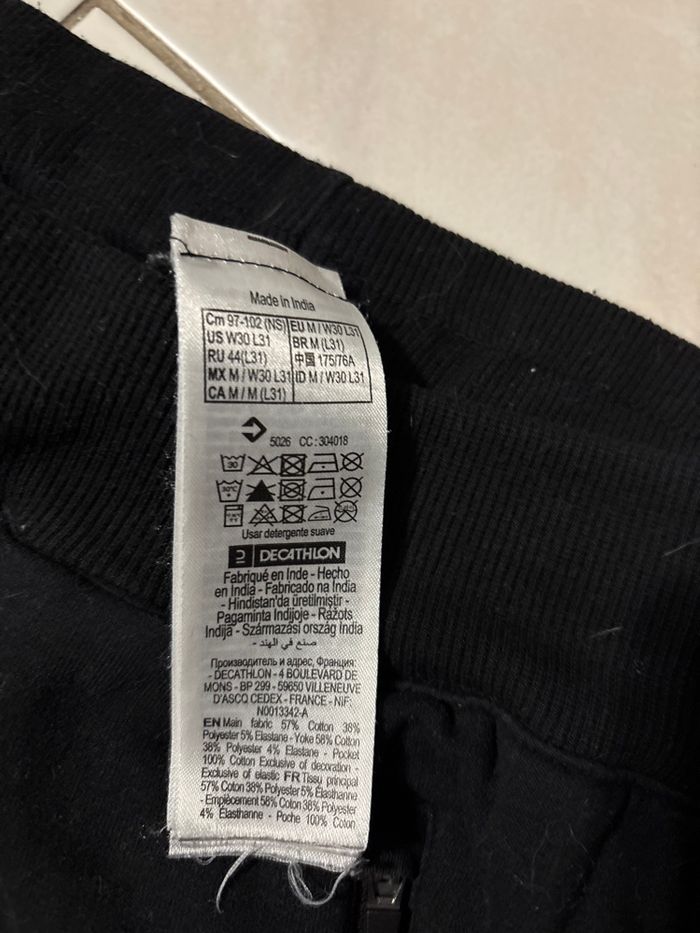 Made in India
Cm 97-102 (NS) EU M / W30 L31
US W30 L31 BR M (L31)
RU 44(L31) 中国 175/76A
MX M / W30 L31 ID M / W30 L31
CA M / M (L31)
5026 CC : 304018
30
30°C
Usar detergente suave
DECATHLON
Fabriqué en Inde - Hecho
en India - Fabricado na India
- Hindistan'da üretilmiştir -
Pagaminta Indijoje - Ražots
Indijā - Származási ország India
صنع في الهند -
Производитель и адрес, Франция:
- DECATHLON - 4 BOULEVARD DE
MONS - BP 299 - 59650 VILLENEUVE
D'ASCQ CEDEX - FRANCE - NIF:
N0013342-A
EN Main fabric 57% Cotton 38%
Polyester 5% Elastane - Yoke 58% Cotton
38% Polyester 4% Elastane - Pocket
100% Cotton Exclusive of decoration -
Exclusive of elastic FR Tissu principal
57% Coton 38% Polyester 5% Élasthanne
- Empiècement 58% Coton 38% Polyester
4% Élasthanne - Poche 100% Coton